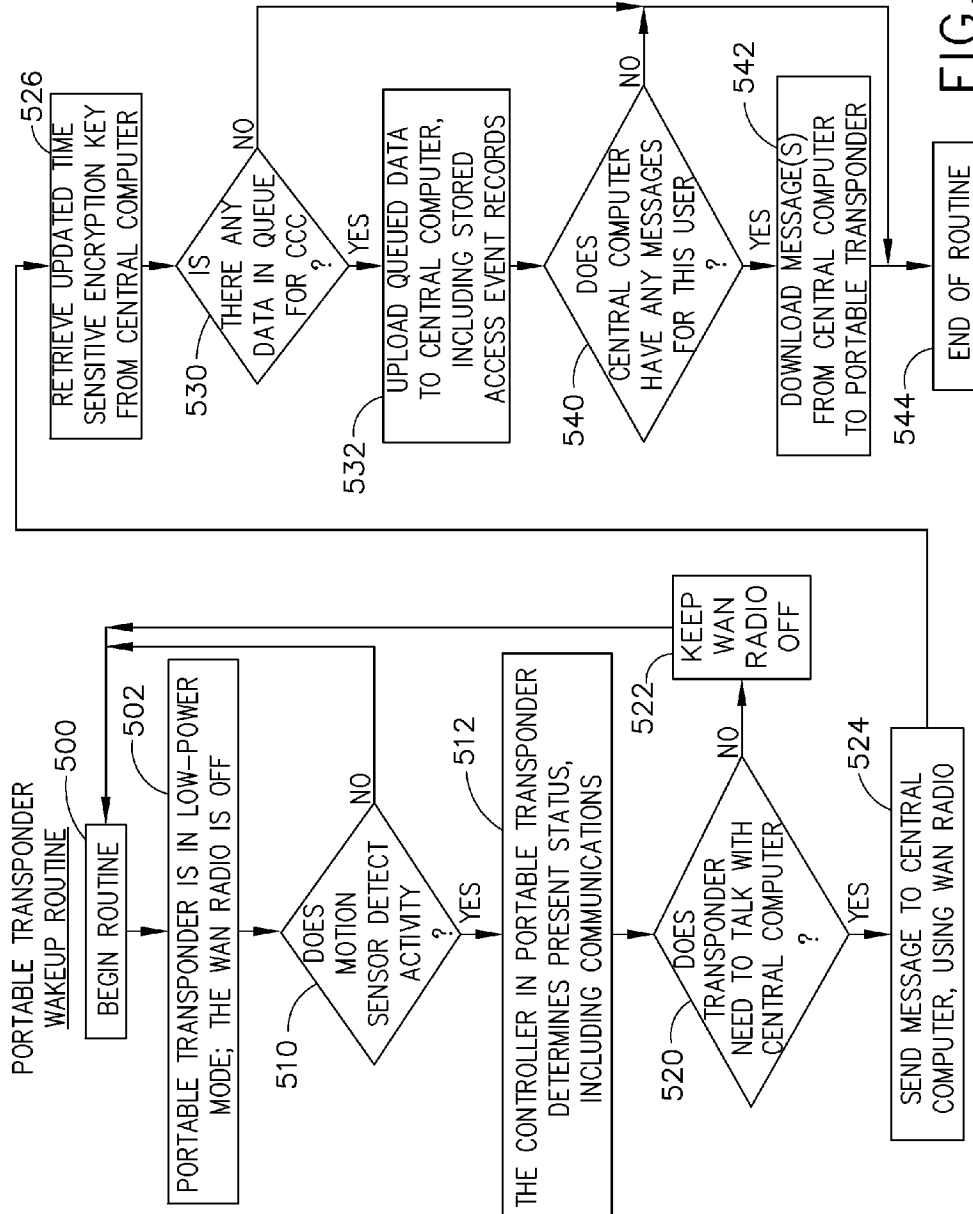 PORTABLE TRANSPONDER
WAKEUP ROUTINE
500
BEGIN ROUTINE
502
PORTABLE TRANSPONDER IS IN LOW-POWER
MODE; THE WAN RADIO IS OFF
510
DOES
MOTION
SENSOR DETECT
ACTIVITY
?
NO
YES
512
THE CONTROLLER IN PORTABLE TRANSPONDER
DETERMINES PRESENT STATUS,
INCLUDING COMMUNICATIONS
520
DOES
TRANSPONDER
NEED TO TALK WITH
CENTRAL COMPUTER
?
NO
522
KEEP
WAN
RADIO
OFF
YES
524
SEND MESSAGE TO CENTRAL
COMPUTER, USING WAN RADIO
526
RETRIEVE UPDATED TIME
SENSITIVE ENCRYPTION KEY
FROM CENTRAL COMPUTER
530
IS
THERE ANY
DATA IN QUEUE
FOR CCC
?
NO
YES
532
UPLOAD QUEUED DATA
TO CENTRAL COMPUTER,
INCLUDING STORED
ACCESS EVENT RECORDS
540
DOES
CENTRAL COMPUTER
HAVE ANY MESSAGES
FOR THIS USER
?
NO
YES
542
DOWNLOAD MESSAGE(S)
FROM CENTRAL COMPUTER
TO PORTABLE TRANSPONDER
544
END OF ROUTINE
FIG.